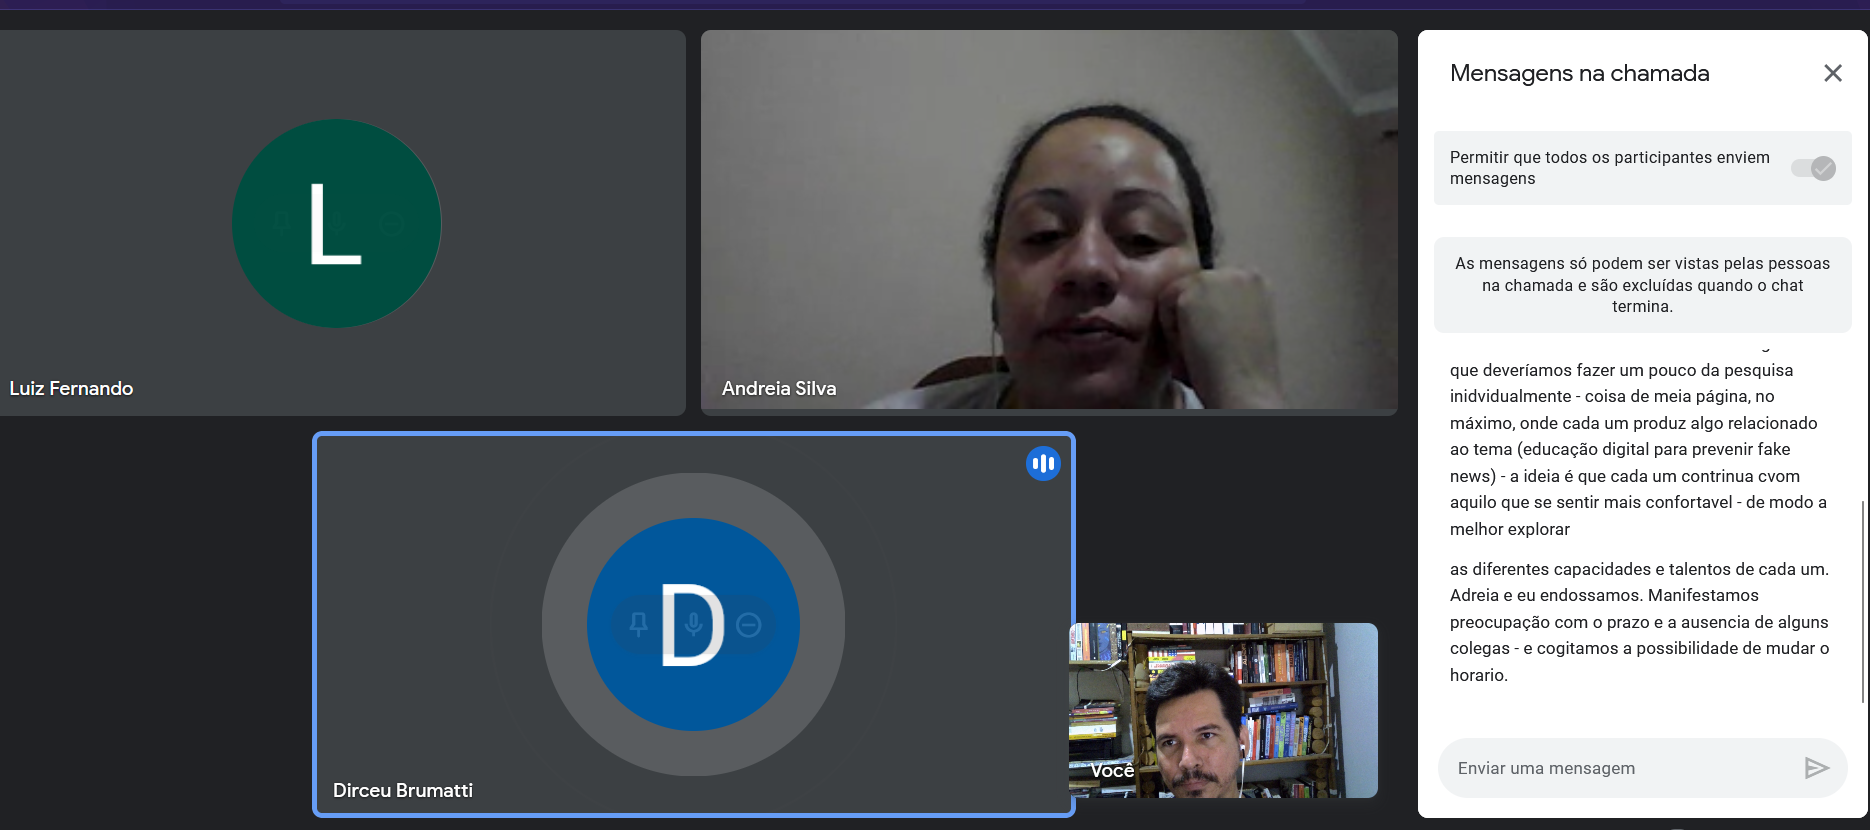 L
Luiz Fernando
Andreia Silva
D
Dirceu Brumatti
Você
Mensagens na chamada
Permitir que todos os participantes enviem
mensagens
As mensagens só podem ser vistas pelas pessoas
na chamada e são excluídas quando o chat
termina.
que deveríamos fazer um pouco da pesquisa
inidvidualmente - coisa de meia página, no
máximo, onde cada um produz algo relacionado
ao tema (educação digital para prevenir fake
news) - a ideia é que cada um contrinua cvom
aquilo que se sentir mais confortavel - de modo a
melhor explorar
as diferentes capacidades e talentos de cada um.
Adreia e eu endossamos. Manifestamos
preocupação com o prazo e a ausencia de alguns
colegas - e cogitamos a possibilidade de mudar o
horario.
Enviar uma mensagem